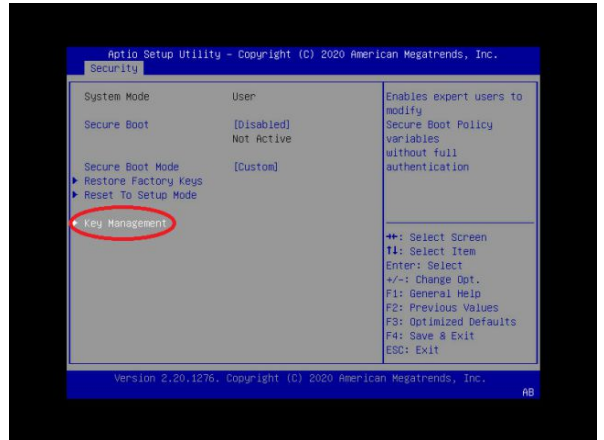 Aptio Setup Utility – Copyright (C) 2020 American Megatrends, Inc.
Security
System Mode User
Secure Boot [Disabled]
Not Active
Secure Boot Mode [Custom]
Restore Factory Keys
Reset To Setup Mode
Key Management
Enables expert users to
modify
Secure Boot Policy
variables
without full
authentication
→←: Select Screen
↑↓: Select Item
Enter: Select
+/-: Change Opt.
F1: General Help
F2: Previous Values
F3: Optimized Defaults
F4: Save & Exit
ESC: Exit
Version 2.20.1276. Copyright (C) 2020 American Megatrends, Inc.
AB